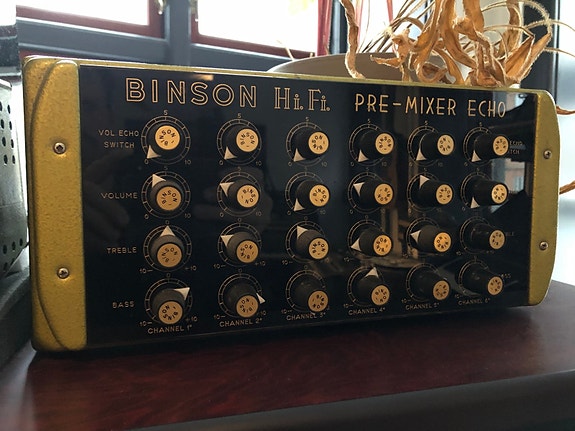 BINSON Hi.Fi. PRE-MIXER ECHO
VOL.ECHO
SWITCH
VOLUME
TREBLE
BASS
CHANNEL 1°
CHANNEL 2°
CHANNEL 3°
CHANNEL 4°
CHANNEL 5°
CHANNEL 6°